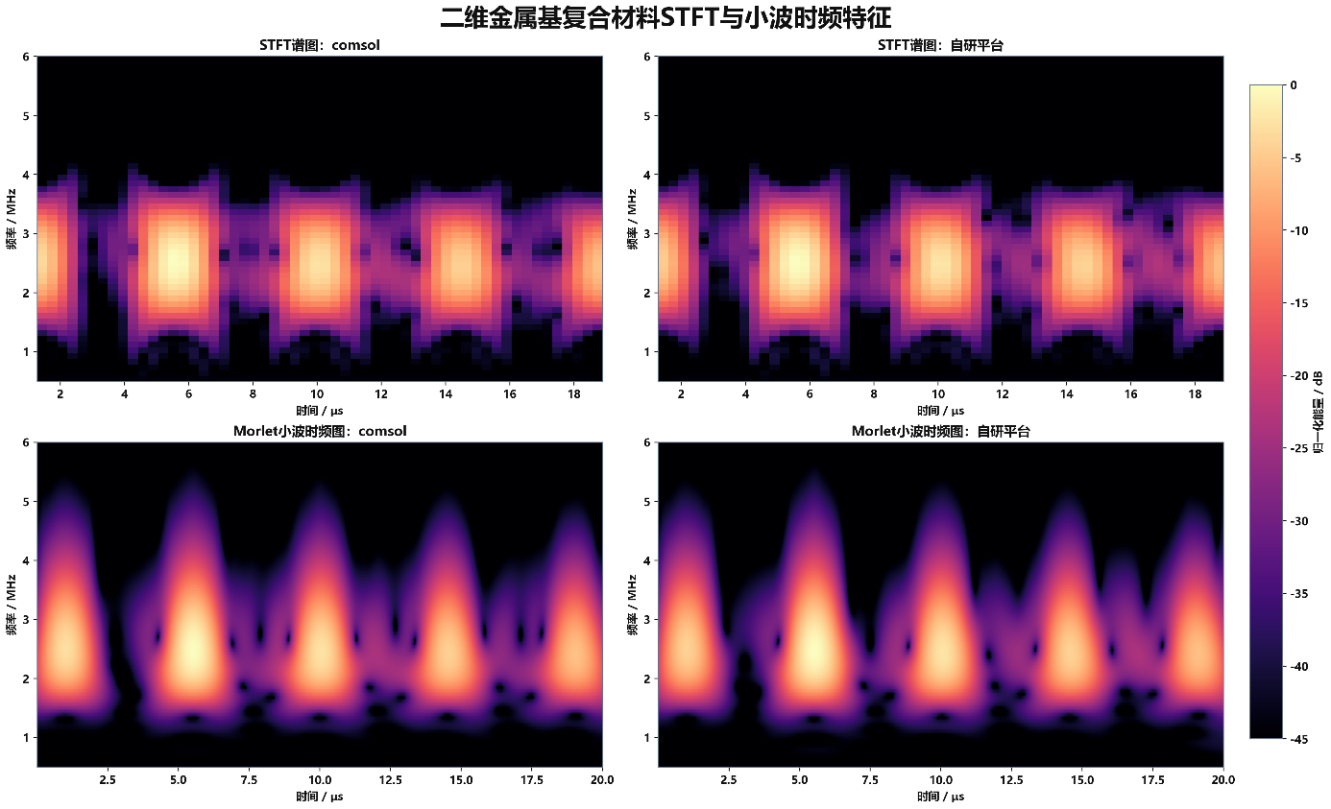 二维金属基复合材料STFT与小波时频特征
STFT谱图：comsol
STFT谱图：自研平台
6
5
4
3
2
1
频率 / MHz
2 4 6 8 10 12 14 16 18
时间 / μs
6
5
4
3
2
1
频率 / MHz
2 4 6 8 10 12 14 16 18
时间 / μs
Morlet小波时频图：comsol
Morlet小波时频图：自研平台
6
5
4
3
2
1
频率 / MHz
2.5 5.0 7.5 10.0 12.5 15.0 17.5 20.0
时间 / μs
6
5
4
3
2
1
频率 / MHz
2.5 5.0 7.5 10.0 12.5 15.0 17.5 20.0
时间 / μs
0
-5
-10
-15
-20
-25
-30
-35
-40
-45
归一化能量 / dB